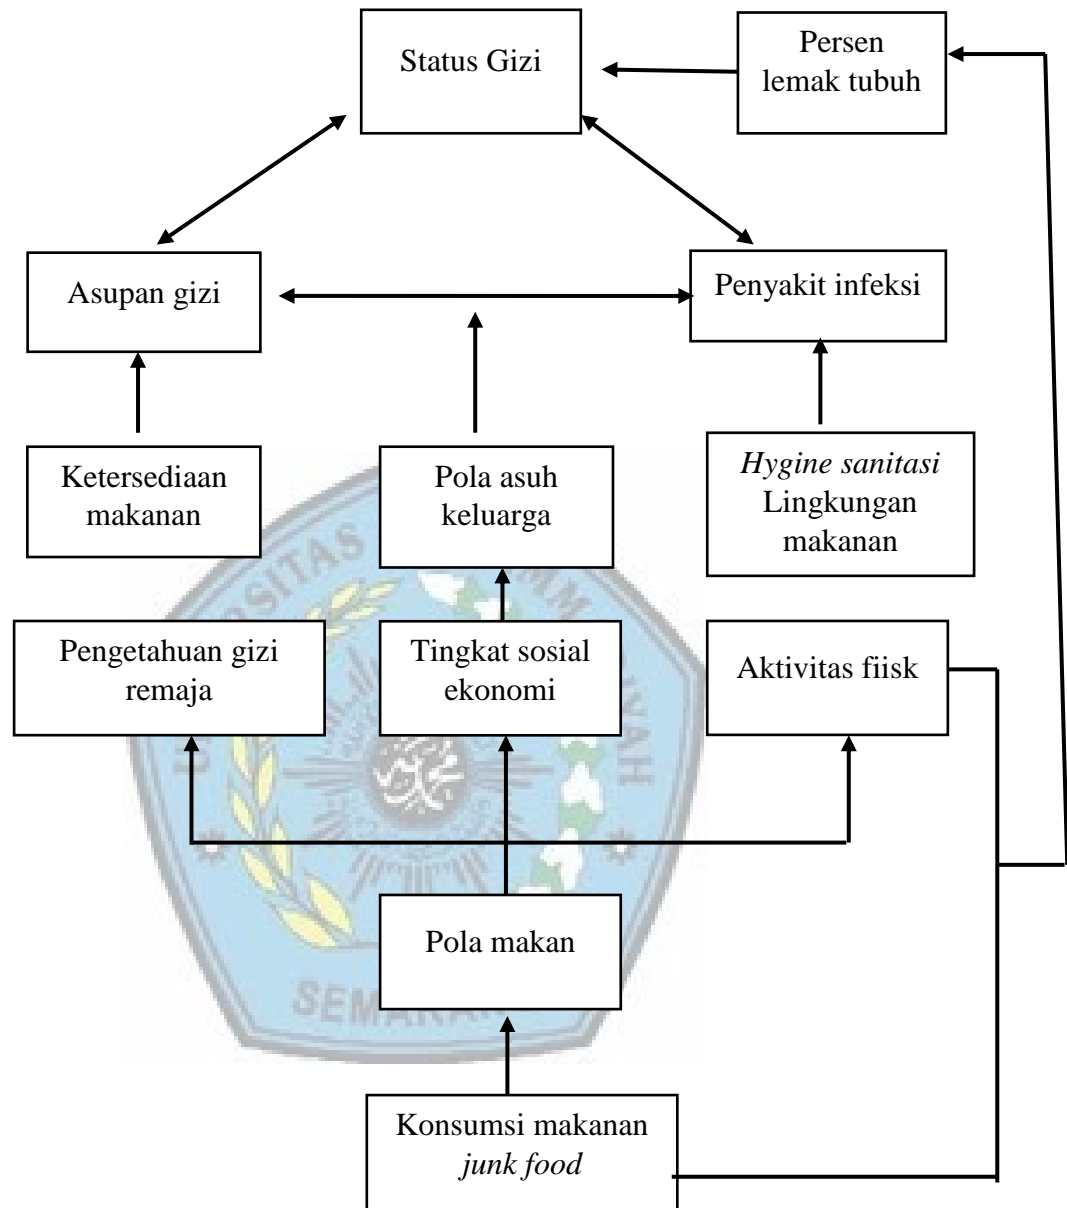 Status Gizi
Persen
lemak tubuh
Asupan gizi
Penyakit infeksi
Ketersediaan
makanan
Pola asuh
keluarga
Hygine sanitasi
Lingkungan
makanan
Pengetahuan gizi
remaja
Tingkat sosial
ekonomi
Aktivitas fiisk
Pola makan
SEMARANG
Konsumsi makanan
junk food